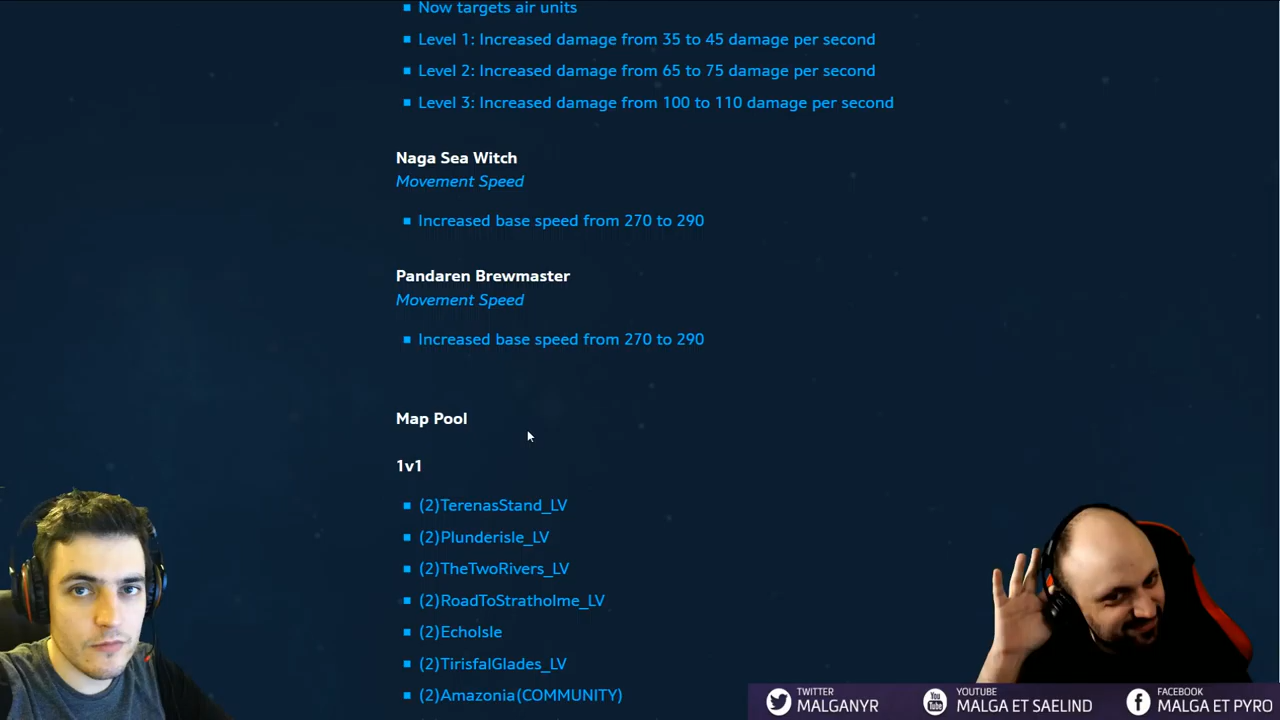 Now targets air units
Level 1: Increased damage from 35 to 45 damage per second
Level 2: Increased damage from 65 to 75 damage per second
Level 3: Increased damage from 100 to 110 damage per second
Naga Sea Witch
Movement Speed
Increased base speed from 270 to 290
Pandaren Brewmaster
Movement Speed
Increased base speed from 270 to 290
Map Pool
1v1
(2)TerenasStand_LV
(2)PlunderIsle_LV
(2)TheTwoRivers_LV
(2)RoadToStratholme_LV
(2)EchoIsle
(2)TirisfalGlades_LV
(2)Amazonia(COMMUNITY)
TWITTER
MALGANYR
You Tube
YOUTUBE
MALGA ET SAELIND
f
FACEBOOK
MALGA ET PYRO